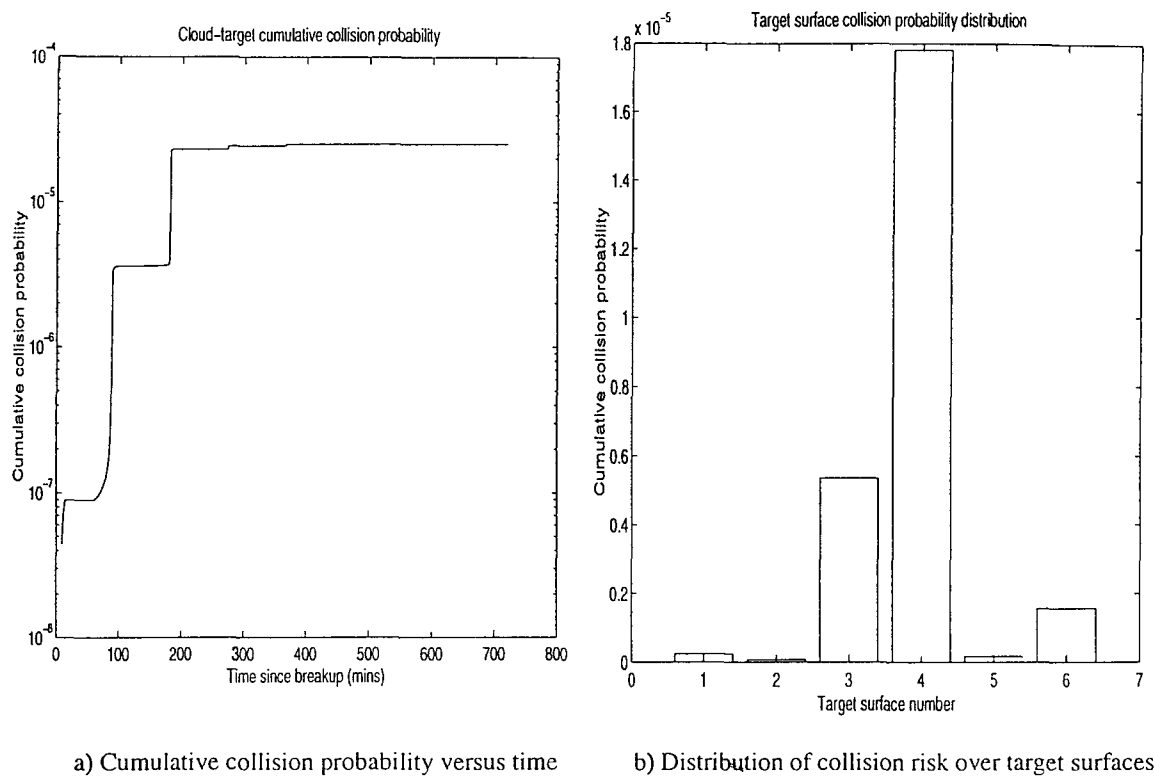 Cloud-target cumulative collision probability
10⁻⁴
10⁻⁵
10⁻⁶
10⁻⁷
10⁻⁸
Cumulative collision probability
0 100 200 300 400 500 600 700 800
Time since breakup (mins)
Target surface collision probability distribution
x 10⁻⁵
1.8
1.6
1.4
1.2
1
0.8
0.6
0.4
0.2
0
Cumulative collision probability
0 1 2 3 4 5 6 7
Target surface number
a) Cumulative collision probability versus time
b) Distribution of collision risk over target surfaces